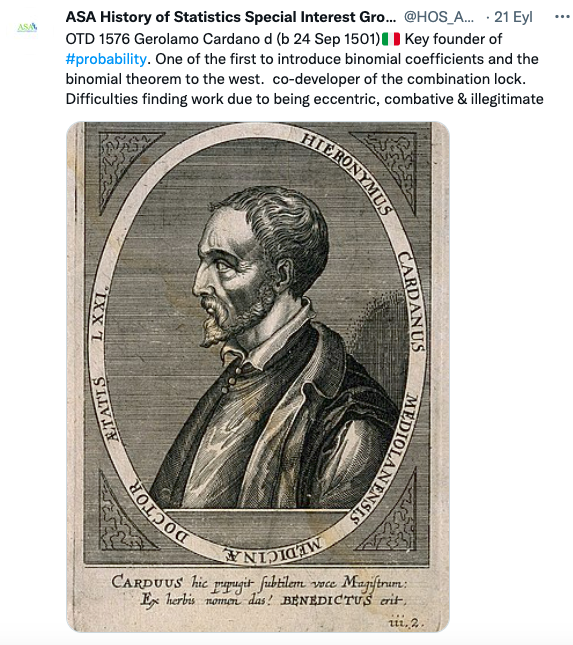 ASA History of Statistics Special Interest Gro... @HOS_A... · 21 Eyl ...
OTD 1576 Gerolamo Cardano d (b 24 Sep 1501)🇮🇹 Key founder of
#probability. One of the first to introduce binomial coefficients and the
binomial theorem to the west.  co-developer of the combination lock.
Difficulties finding work due to being eccentric, combative & illegitimate
ASA
HIERONYMUS CARDANUS MEDIOLANENSIS MEDICINÆ DOCTOR ÆTATIS LXXI.
CARDUUS hic pupugit subtilem voce Magistrum:
Ex herbis nomen das? BENEDICTUS erit.
iii.2.